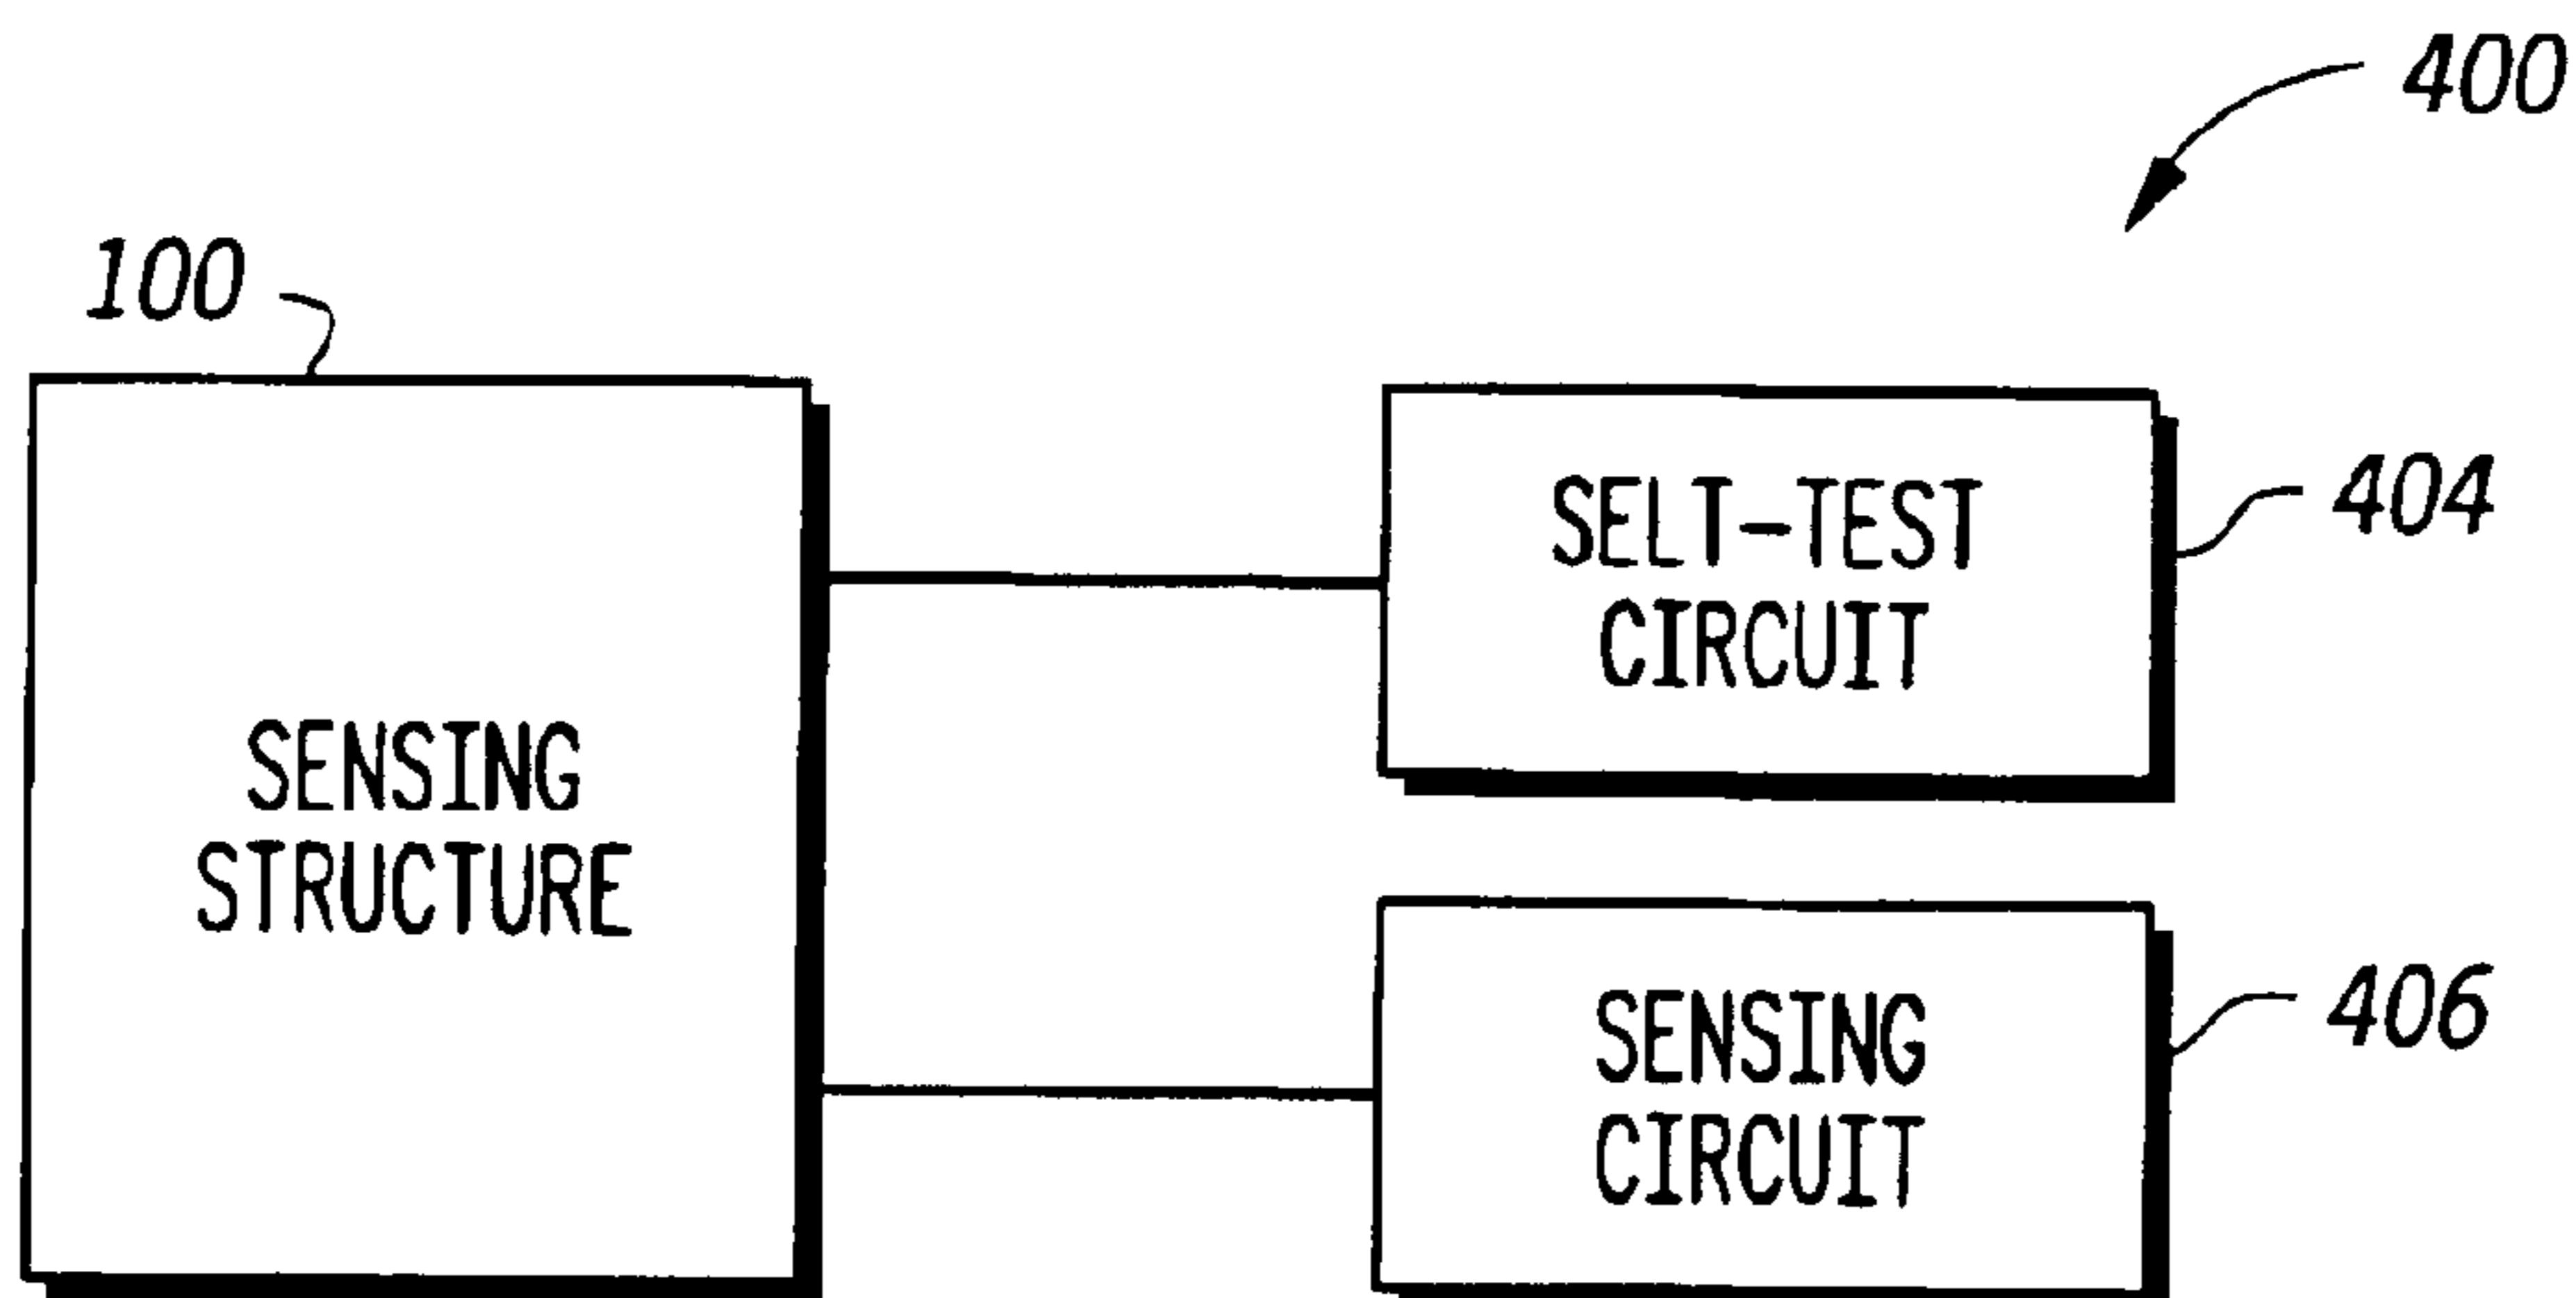 400
100
SELT-TEST
CIRCUIT
404
SENSING
STRUCTURE
SENSING
CIRCUIT
406